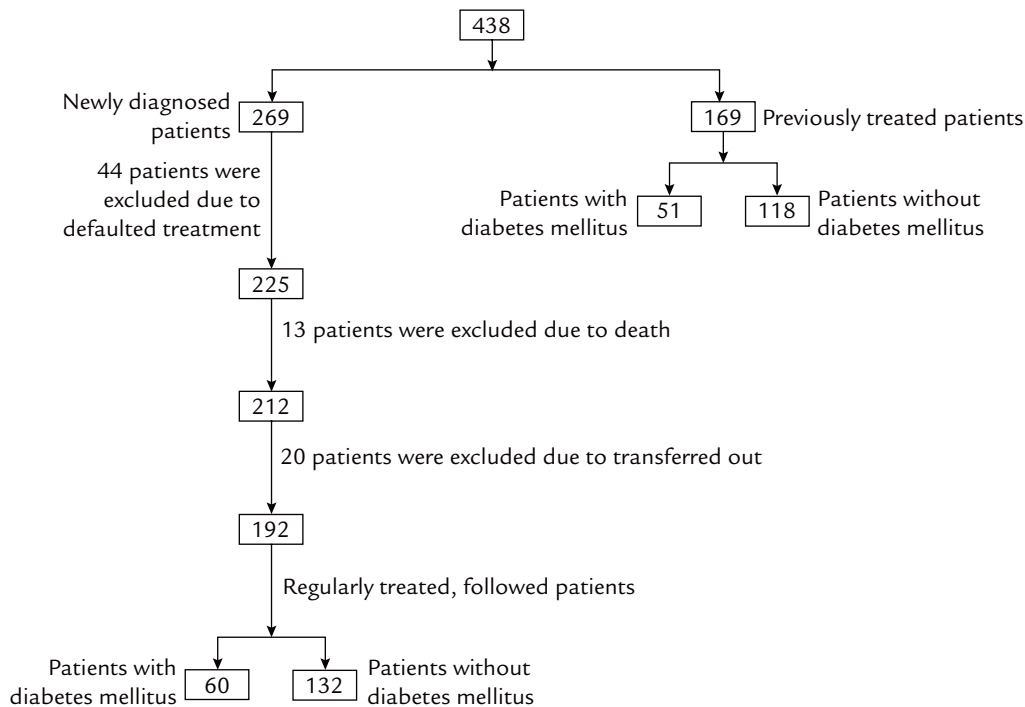 438
Newly diagnosed
patients
269
169
Previously treated patients
44 patients were
excluded due to
defaulted treatment
Patients with
diabetes mellitus
51
118
Patients without
diabetes mellitus
225
13 patients were excluded due to death
212
20 patients were excluded due to transferred out
192
Regularly treated, followed patients
Patients with
diabetes mellitus
60
132
Patients without
diabetes mellitus